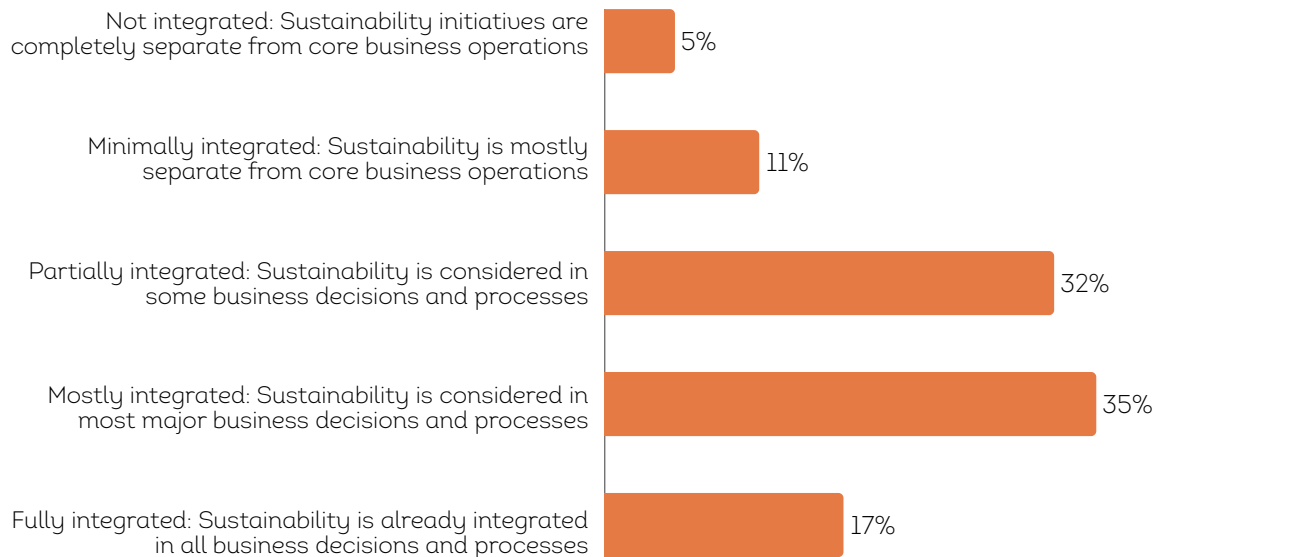 Not integrated: Sustainability initiatives are
completely separate from core business operations
5%
Minimally integrated: Sustainability is mostly
separate from core business operations
11%
Partially integrated: Sustainability is considered in
some business decisions and processes
32%
Mostly integrated: Sustainability is considered in
most major business decisions and processes
35%
Fully integrated: Sustainability is already integrated
in all business decisions and processes
17%